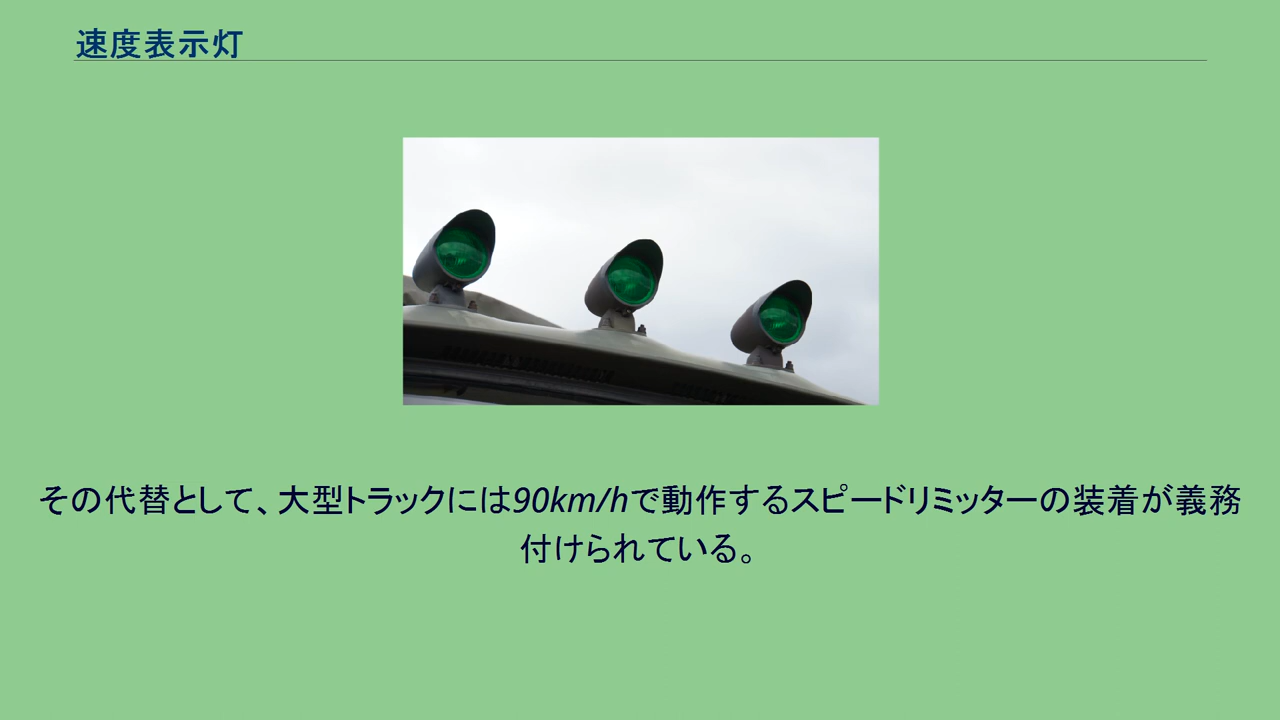 速度表示灯
その代替として、大型トラックには90km/hで動作するスピードリミッターの装着が義務
付けられている。